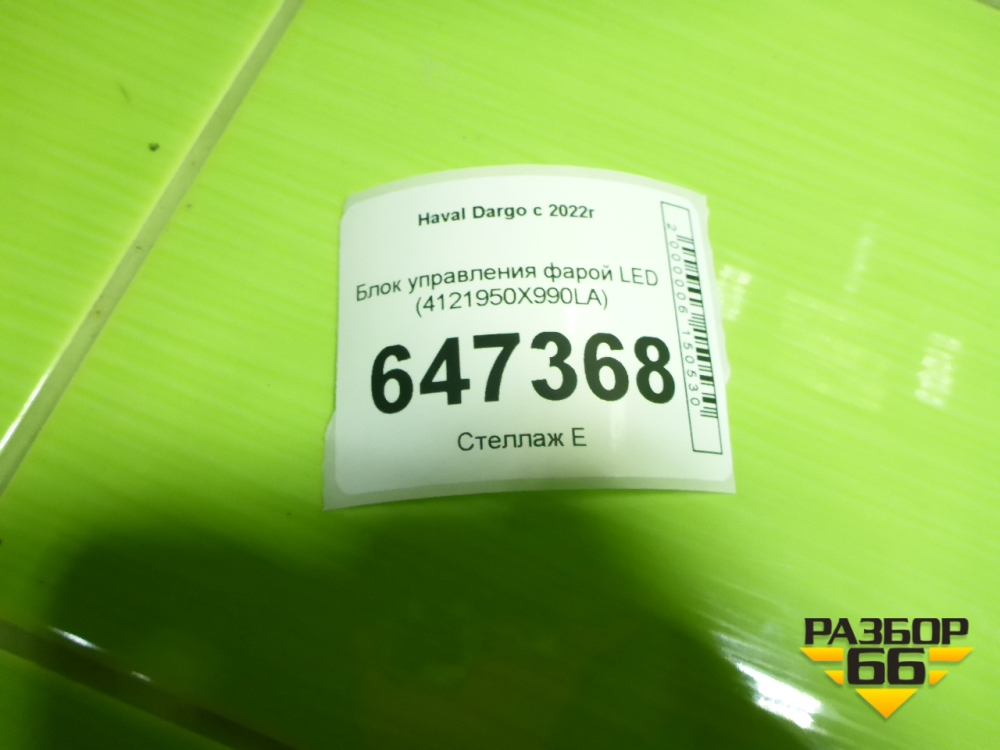 Haval Dargo с 2022г
Блок управления фарой LED
(4121950X990LA)
647368
Стеллаж Е
2000006150530
РАЗБОР
66